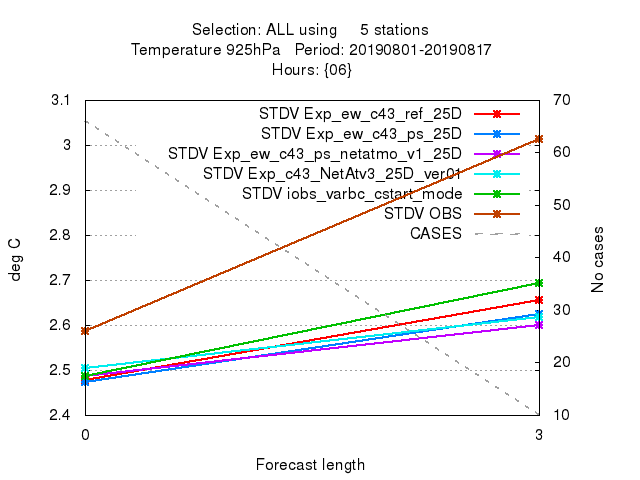 Selection: ALL using 5 stations
Temperature 925hPa Period: 20190801-20190817
Hours: {06}
3.1
3
2.9
2.8
2.7
2.6
2.5
2.4
70
60
50
40
30
20
10
STDV Exp_ew_c43_ref_25D
STDV Exp_ew_c43_ps_25D
STDV Exp_ew_c43_ps_netatmo_v1_25D
STDV Exp_c43_NetAtv3_25D_ver01
STDV iobs_varbc_cstart_mode
STDV OBS
CASES
deg C
No cases
0 3
Forecast length